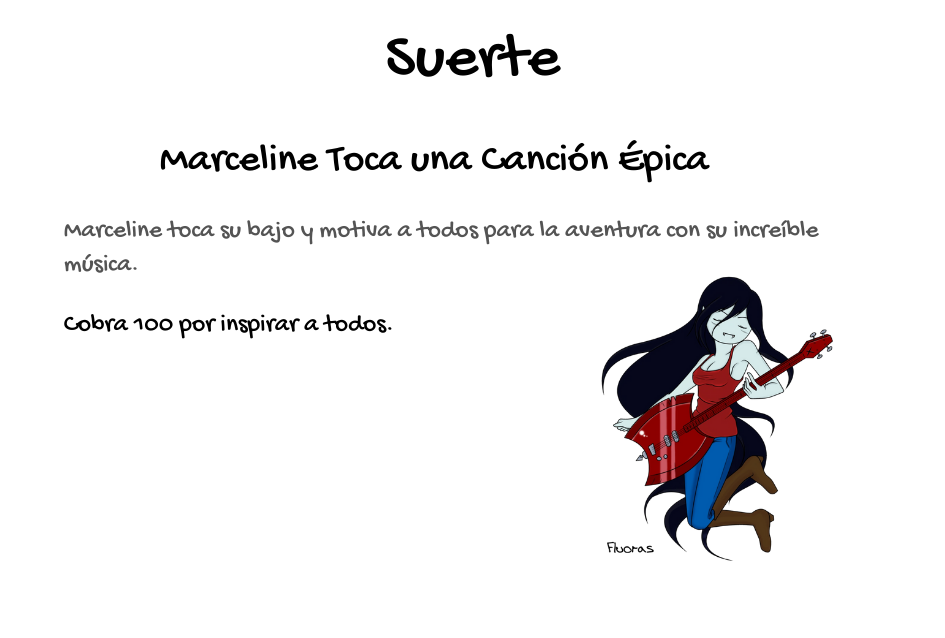 Suerte
Marceline Toca una Canción Épica
Marceline toca su bajo y motiva a todos para la aventura con su increíble
música.
Cobra 100 por inspirar a todos.
Fluoras